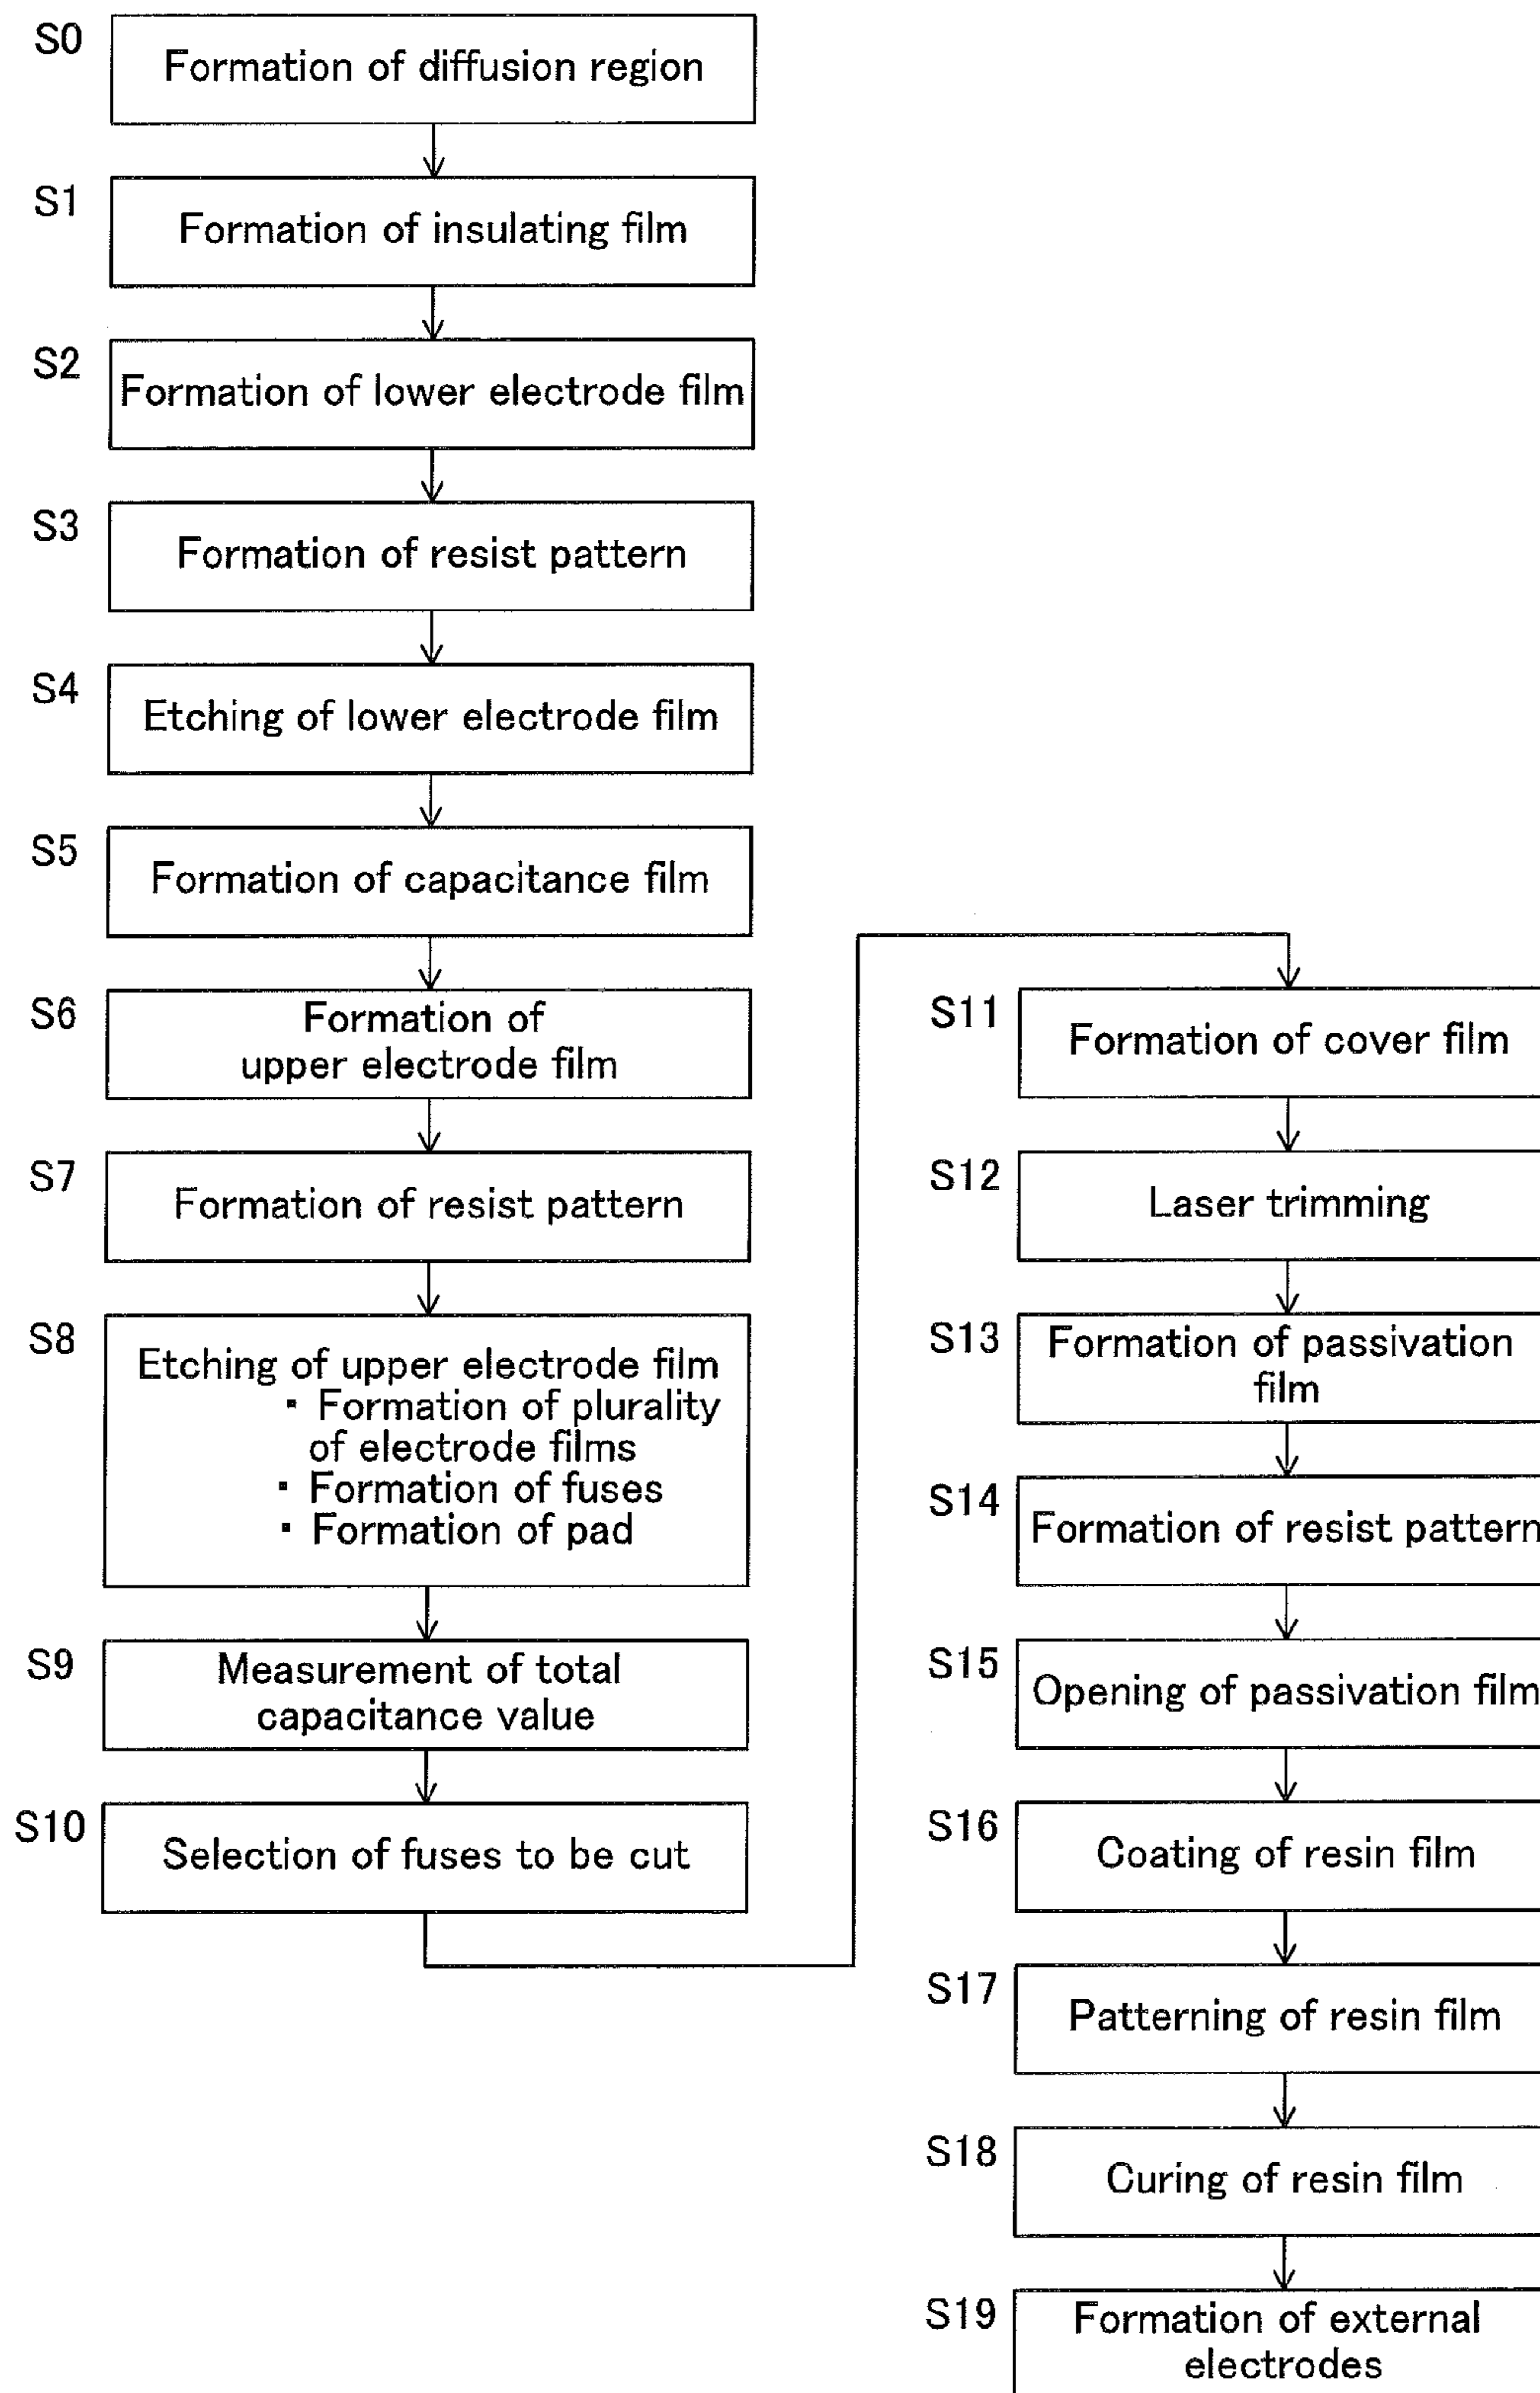 S0
Formation of diffusion region
S1
Formation of insulating film
S2
Formation of lower electrode film
S3
Formation of resist pattern
S4
Etching of lower electrode film
S5
Formation of capacitance film
S6
Formation of
upper electrode film
S7
Formation of resist pattern
S8
Etching of upper electrode film
▪ Formation of plurality
of electrode films
▪ Formation of fuses
▪ Formation of pad
S9
Measurement of total
capacitance value
S10
Selection of fuses to be cut
S11
Formation of cover film
S12
Laser trimming
S13
Formation of passivation
film
S14
Formation of resist pattern
S15
Opening of passivation film
S16
Coating of resin film
S17
Patterning of resin film
S18
Curing of resin film
S19
Formation of external
electrodes